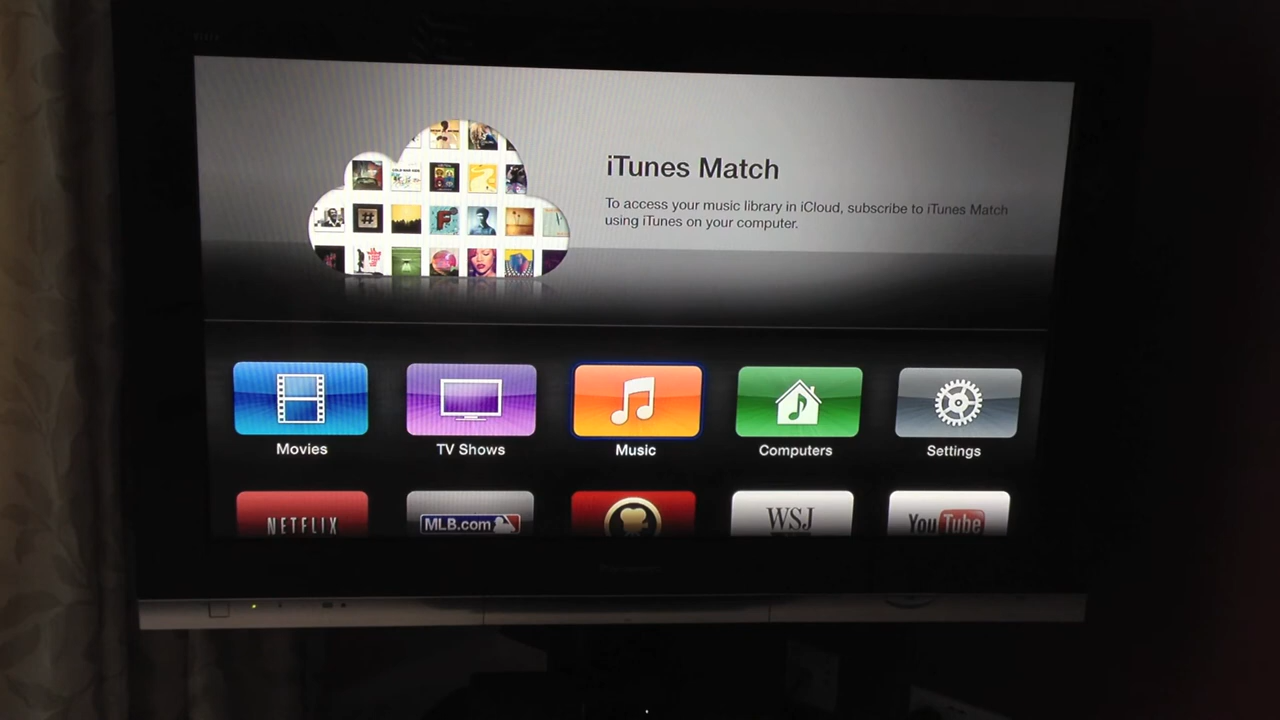 iTunes Match
To access your music library in iCloud, subscribe to iTunes Match
using iTunes on your computer.
Movies
TV Shows
Music
Computers
Settings
NETFLIX
MLB.com
WSJ
YouTube